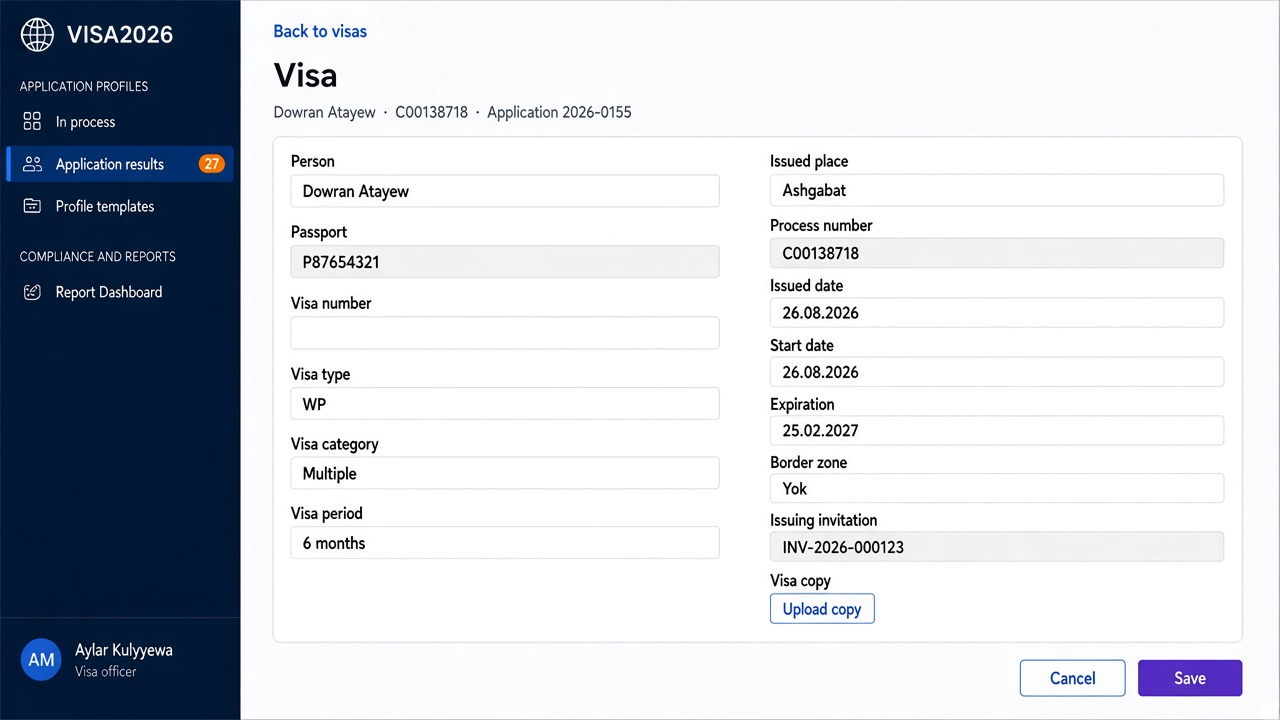 VISA2026
APPLICATION PROFILES
In process
Application results 27
Profile templates
COMPLIANCE AND REPORTS
Report Dashboard
AM
Aylar Kulyyewa
Visa officer
Back to visas
Visa
Dowran Atayew · C00138718 · Application 2026-0155
Person
Dowran Atayew
Passport
P87654321
Visa number
Visa type
WP
Visa category
Multiple
Visa period
6 months
Issued place
Ashgabat
Process number
C00138718
Issued date
26.08.2026
Start date
26.08.2026
Expiration
25.02.2027
Border zone
Yok
Issuing invitation
INV-2026-000123
Visa copy
Upload copy
Cancel
Save